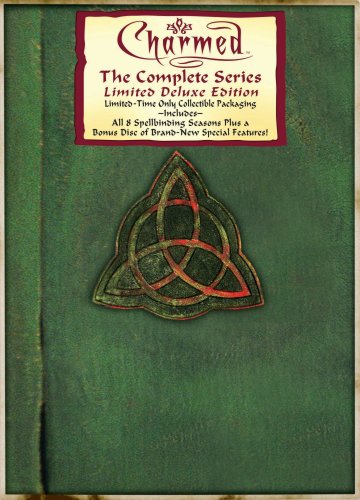 Charmed™
The Complete Series
Limited Deluxe Edition
Limited-Time Only Collectible Packaging
—Includes—
All 8 Spellbinding Seasons Plus a
Bonus Disc of Brand-New Special Features!